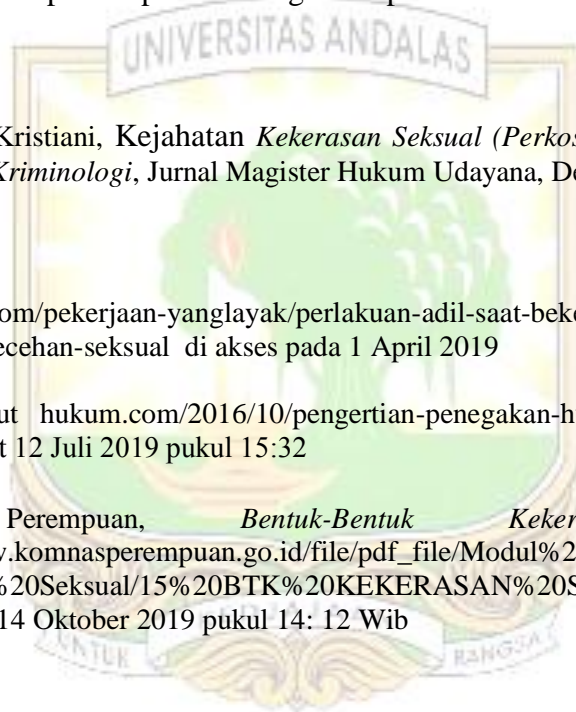 UNIVERSITAS ANDALAS
Kristiani, Kejahatan Kekerasan Seksual (Perkos
Kriminologi, Jurnal Magister Hukum Udayana, De
om/pekerjaan-yanglayak/perlakuan-adil-saat-beke
ecehan-seksual di akses pada 1 April 2019
ut hukum.com/2016/10/pengertian-penegakan-h
t 12 Juli 2019 pukul 15:32
Perempuan, Bentuk-Bentuk Keker
w.komnasperempuan.go.id/file/pdf_file/Modul%2
%20Seksual/15%20BTK%20KEKERASAN%20S
14 Oktober 2019 pukul 14: 12 Wib
UNTUK BANGSA